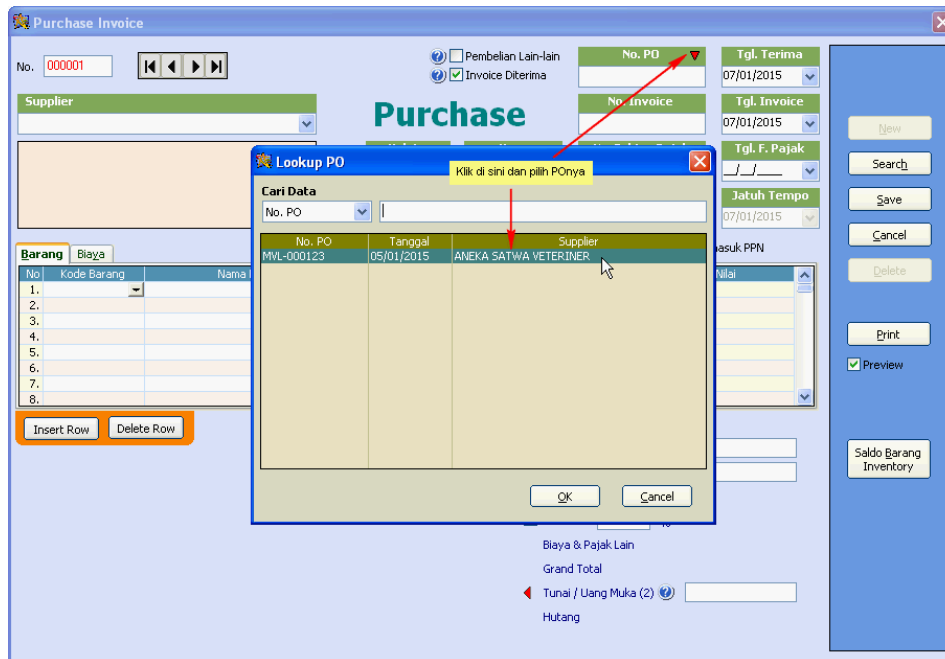 Purchase Invoice
No. 000001
Pembelian Lain-lain
Invoice Diterima
No. PO
Tgl. Terima
07/01/2015
Supplier
Purchase
No. Invoice
Tgl. Invoice
07/01/2015
Tgl. F. Pajak
_/_/___
Jatuh Tempo
07/01/2015
New
Search
Save
Cancel
Delete
Print
Preview
Saldo Barang
Inventory
Lookup PO
Klik di sini dan pilih POnya
Cari Data
No. PO
No. PO Tanggal Supplier
MVL-000123 05/01/2015 ANEKA SATWA VETERINER
OK Cancel
Barang Biaya
PPN
No Kode Barang Nama Nilai
1.
2.
3.
4.
5.
6.
7.
8.
Insert Row Delete Row
Biaya & Pajak Lain
Grand Total
Tunai / Uang Muka (2)
Hutang